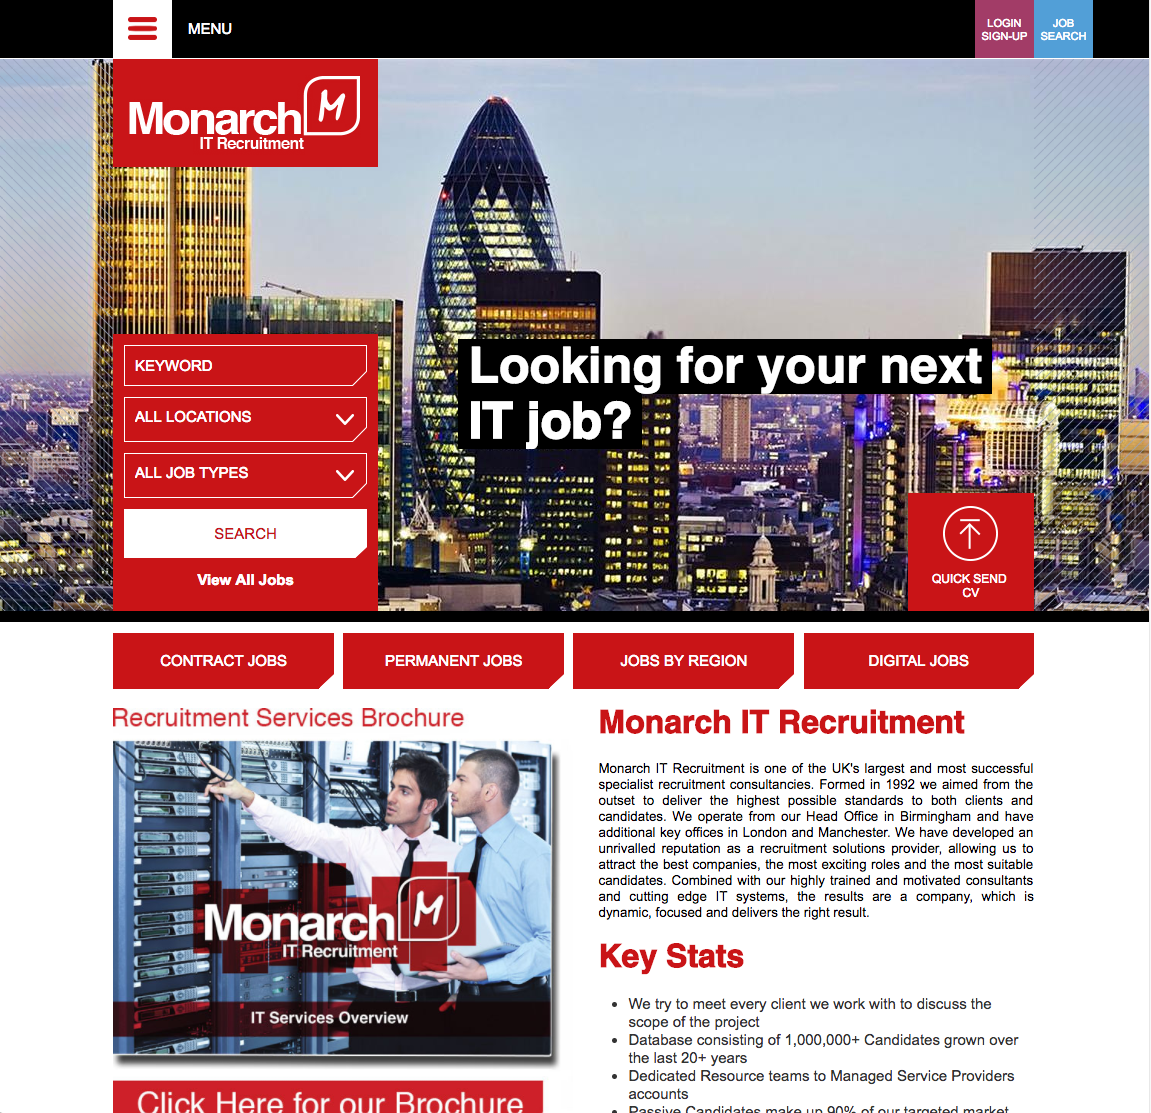 MENU
LOGIN
SIGN-UP
JOB
SEARCH
Monarch M
IT Recruitment
KEYWORD
ALL LOCATIONS
ALL JOB TYPES
SEARCH
View All Jobs
Looking for your next
IT job?
QUICK SEND
CV
CONTRACT JOBS
PERMANENT JOBS
JOBS BY REGION
DIGITAL JOBS
Recruitment Services Brochure
Monarch M
IT Recruitment
IT Services Overview
Click Here for our Brochure
Monarch IT Recruitment
Monarch IT Recruitment is one of the UK's largest and most successful
specialist recruitment consultancies. Formed in 1992 we aimed from the
outset to deliver the highest possible standards to both clients and
candidates. We operate from our Head Office in Birmingham and have
additional key offices in London and Manchester. We have developed an
unrivalled reputation as a recruitment solutions provider, allowing us to
attract the best companies, the most exciting roles and the most suitable
candidates. Combined with our highly trained and motivated consultants
and cutting edge IT systems, the results are a company, which is
dynamic, focused and delivers the right result.
Key Stats
• We try to meet every client we work with to discuss the
scope of the project
• Database consisting of 1,000,000+ Candidates grown over
the last 20+ years
• Dedicated Resource teams to Managed Service Providers
accounts
• Passive Candidates make up 90% of our targeted market